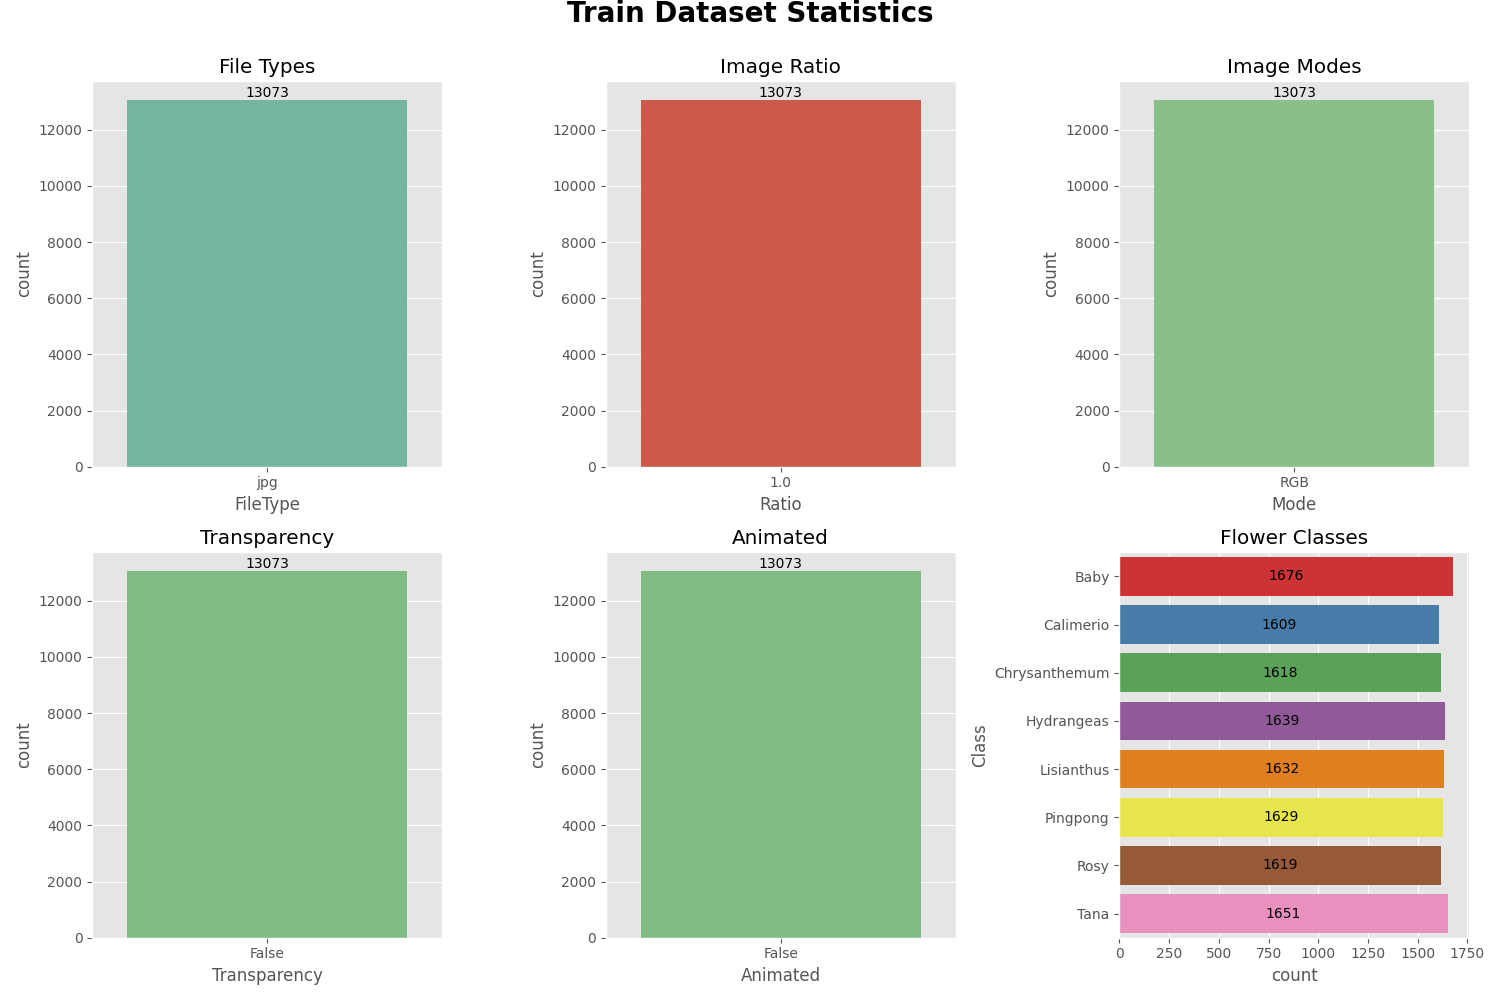 Train Dataset Statistics
File Types
13073
12000
10000
8000
6000
4000
2000
0
count
jpg
FileType
Image Ratio
13073
12000
10000
8000
6000
4000
2000
0
count
1.0
Ratio
Image Modes
13073
12000
10000
8000
6000
4000
2000
0
count
RGB
Mode
Transparency
13073
12000
10000
8000
6000
4000
2000
0
count
False
Transparency
Animated
13073
12000
10000
8000
6000
4000
2000
0
count
False
Animated
Flower Classes
Class
Baby 1676
Calimerio 1609
Chrysanthemum 1618
Hydrangeas 1639
Lisianthus 1632
Pingpong 1629
Rosy 1619
Tana 1651
0 250 500 750 1000 1250 1500 1750
count